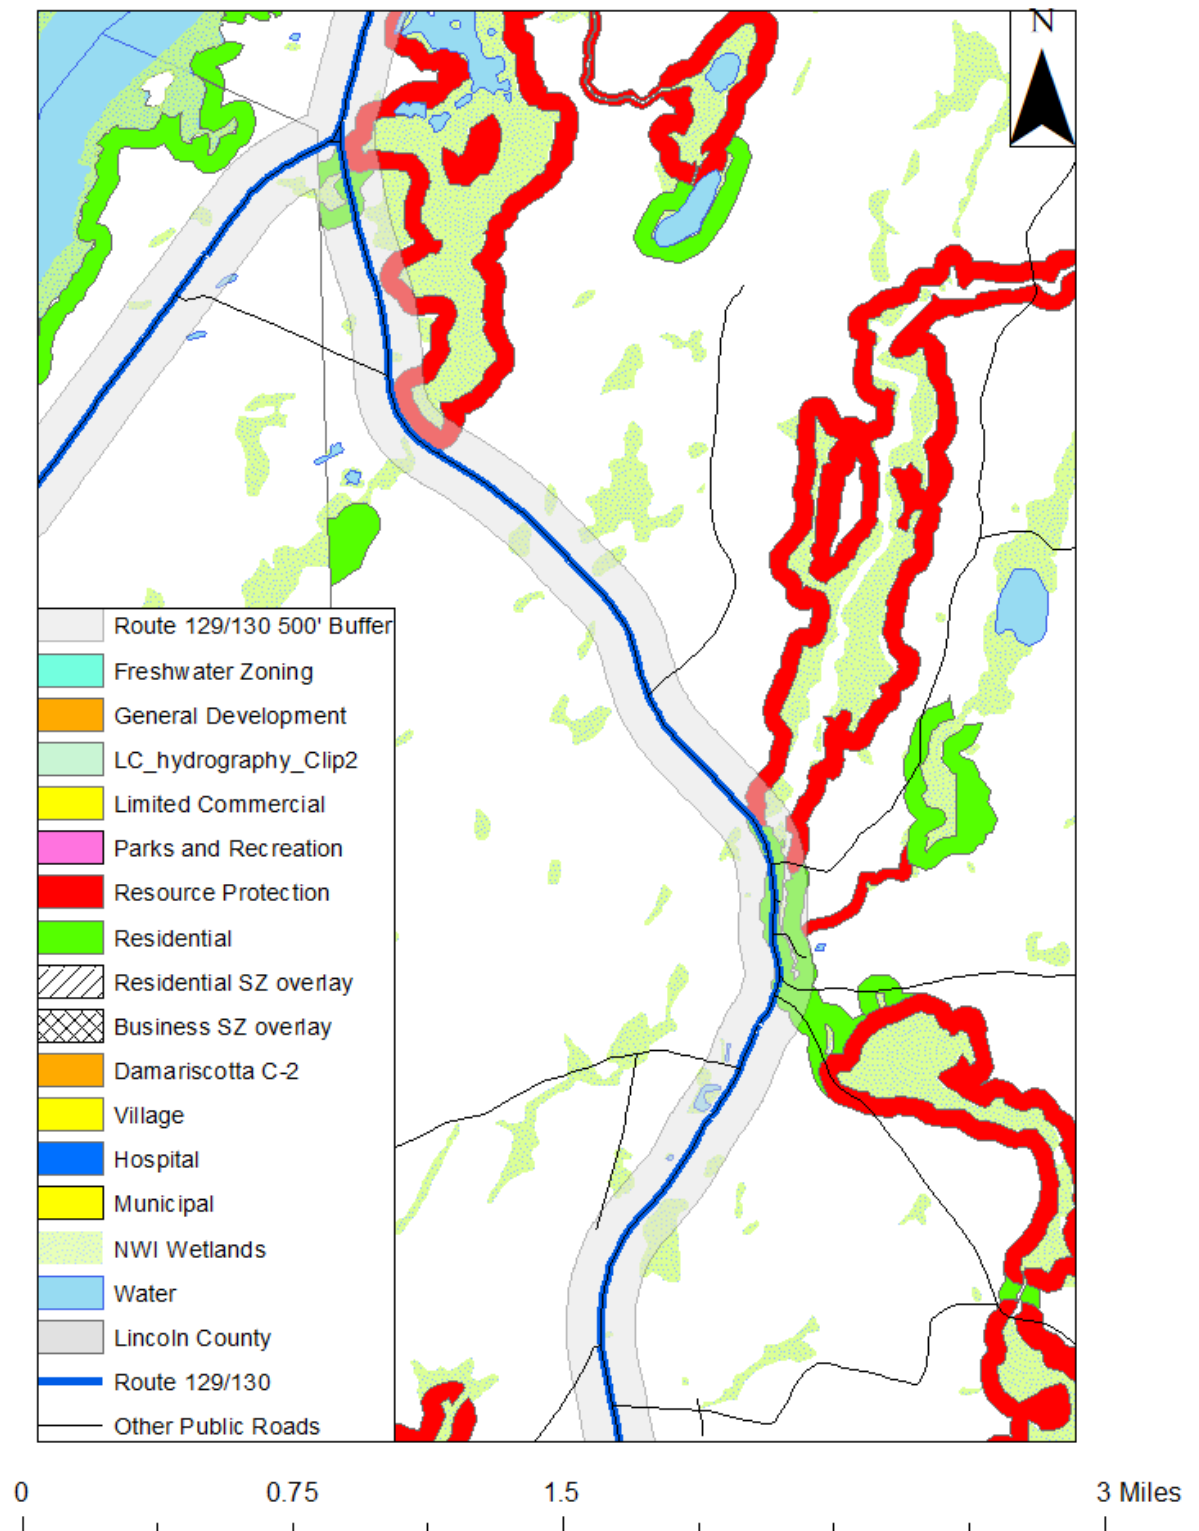 N
Route 129/130 500' Buffer
Freshwater Zoning
General Development
LC_hydrography_Clip2
Limited Commercial
Parks and Recreation
Resource Protection
Residential
Residential SZ overlay
Business SZ overlay
Damariscotta C-2
Village
Hospital
Municipal
NWI Wetlands
Water
Lincoln County
Route 129/130
Other Public Roads
0 0.75 1.5 3 Miles